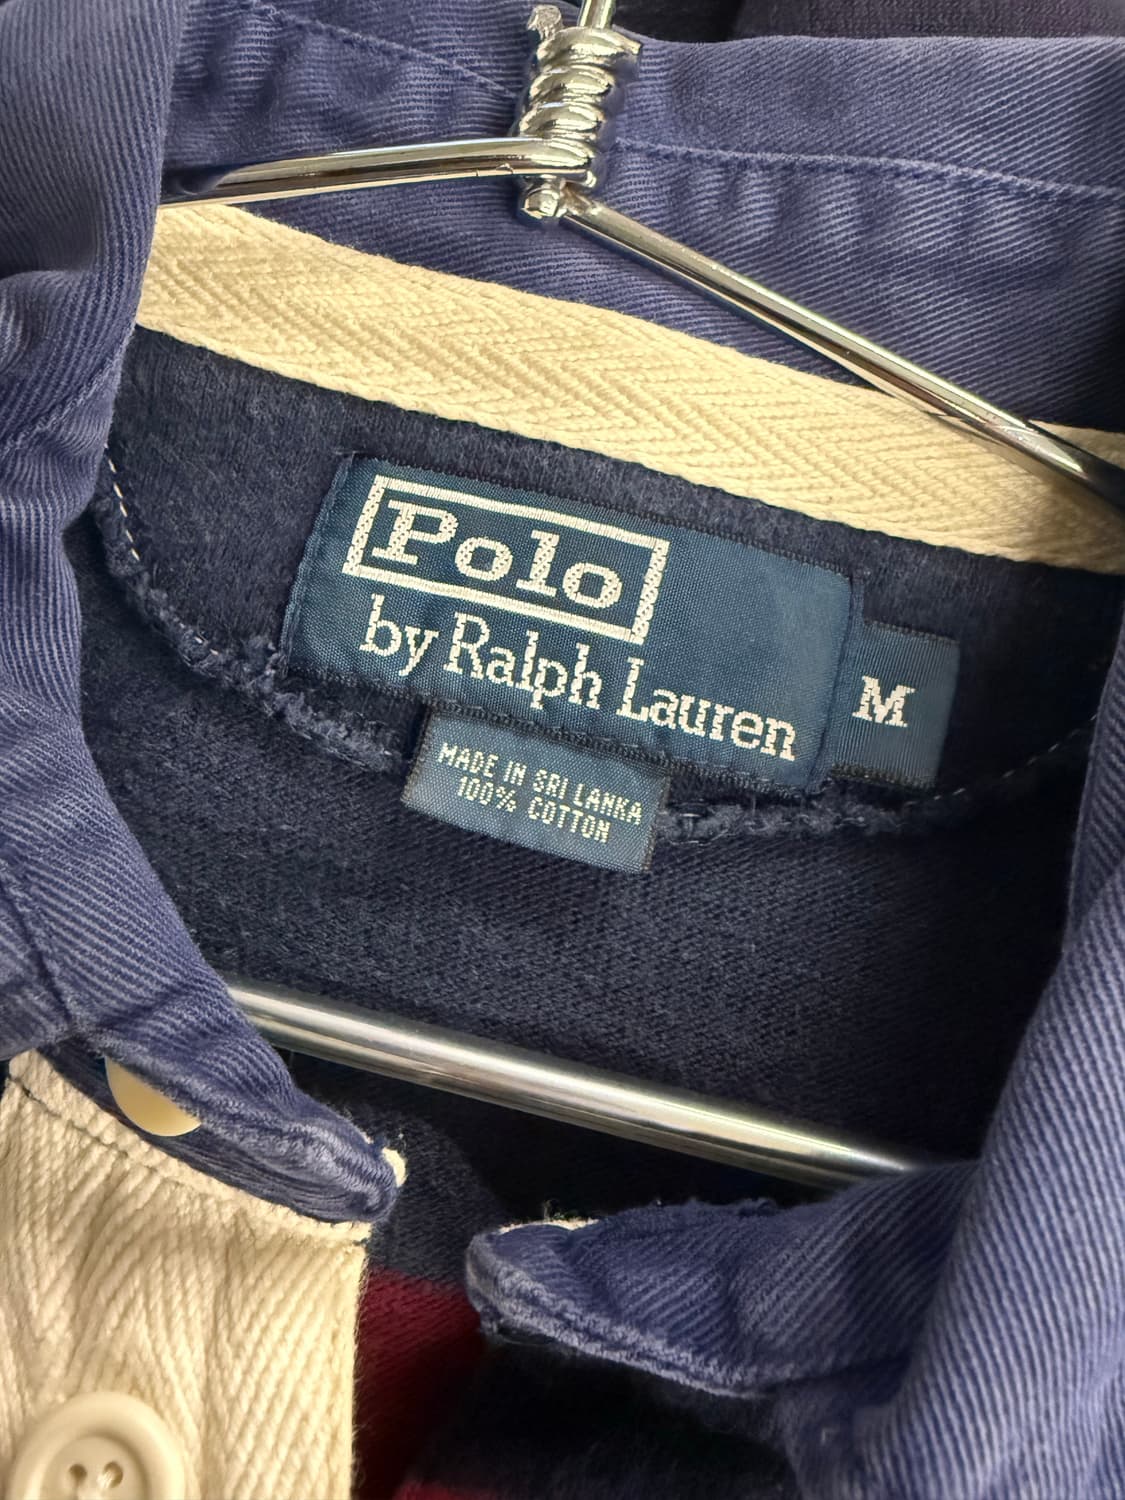 Polo
by Ralph Lauren
M
MADE IN SRI LANKA
100% COTTON